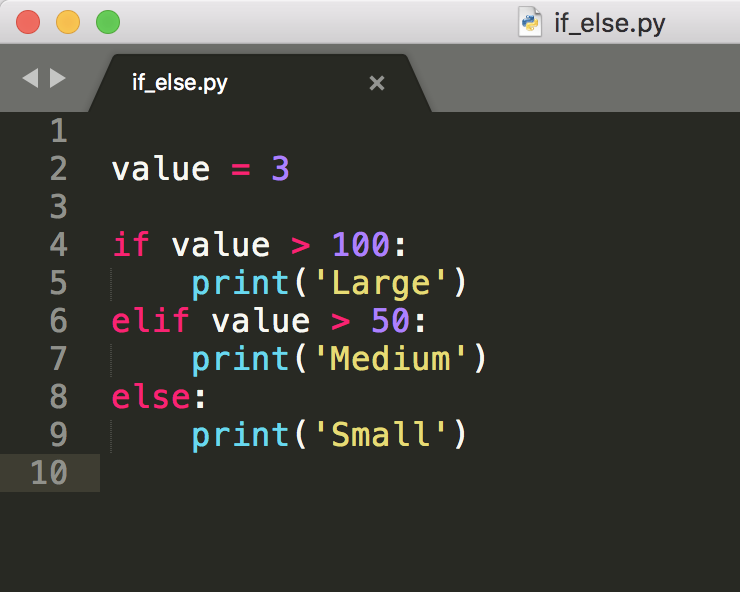 if_else.py
if_else.py ×
1
2 value = 3
3
4 if value > 100:
5     print('Large')
6 elif value > 50:
7     print('Medium')
8 else:
9     print('Small')
10